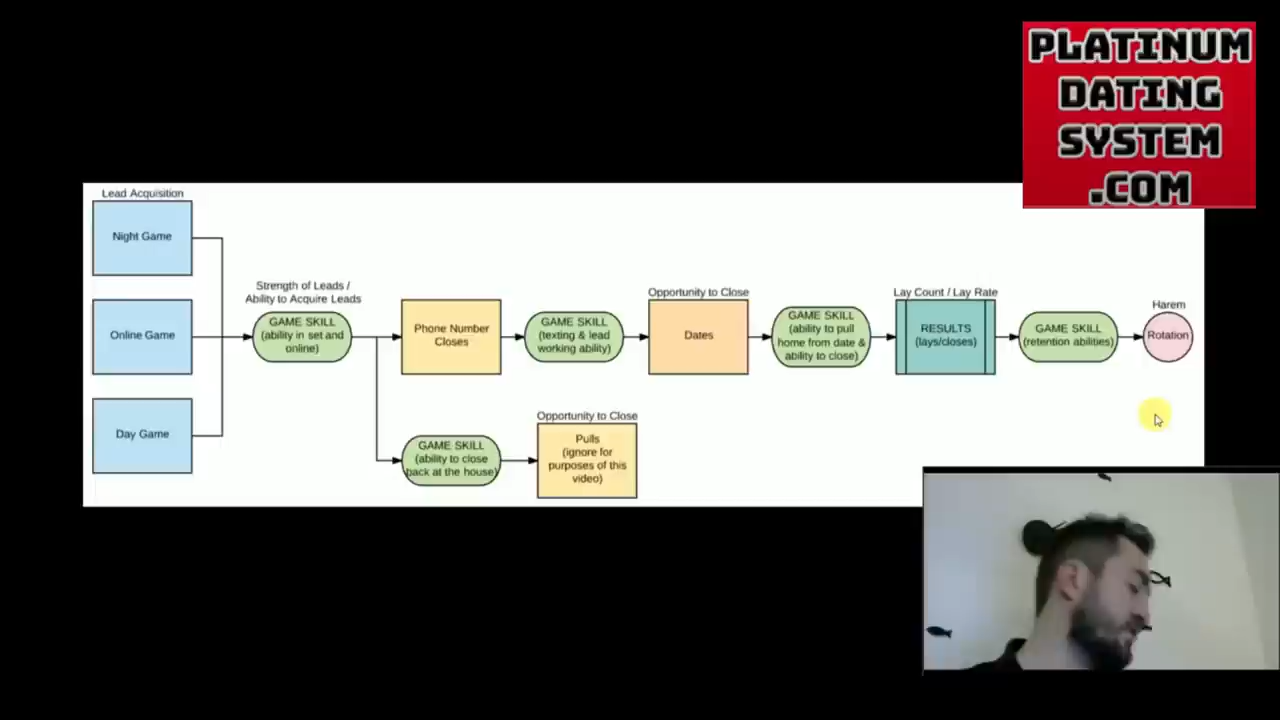 PLATINUM
DATING
SYSTEM
.COM
Lead Acquisition
Night Game
Online Game
Day Game
Strength of Leads /
Ability to Acquire Leads
GAME SKILL
(ability in set and
online)
Phone Number
Closes
GAME SKILL
(texting & lead
working ability)
Opportunity to Close
Dates
GAME SKILL
(ability to pull
home from date &
ability to close)
Lay Count / Lay Rate
RESULTS
(lays/closes)
GAME SKILL
(retention abilities)
Harem
Rotation
GAME SKILL
(ability to close
back at the house)
Opportunity to Close
Pulls
(ignore for
purposes of this
video)